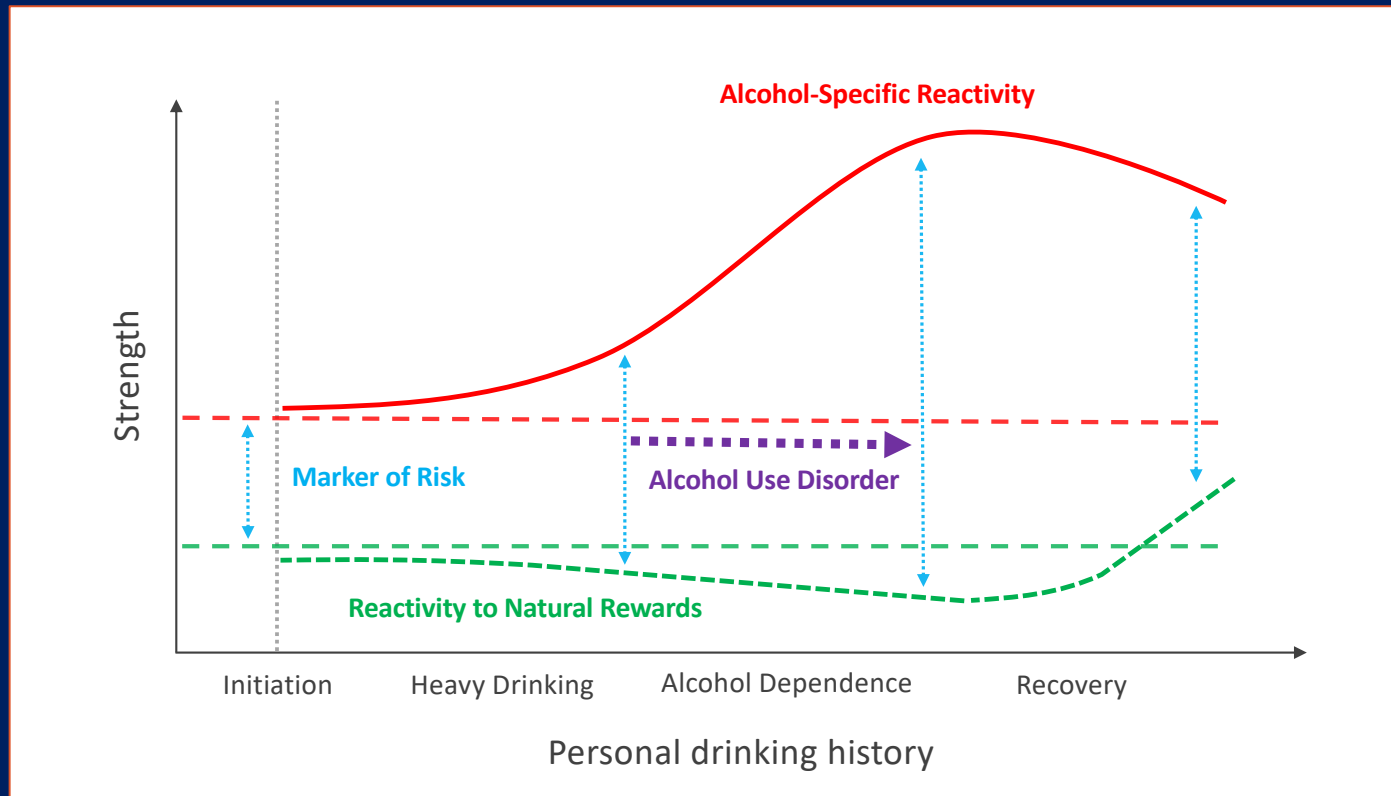 Alcohol-Specific Reactivity
Strength
Marker of Risk
Alcohol Use Disorder
Reactivity to Natural Rewards
Initiation
Heavy Drinking
Alcohol Dependence
Recovery
Personal drinking history